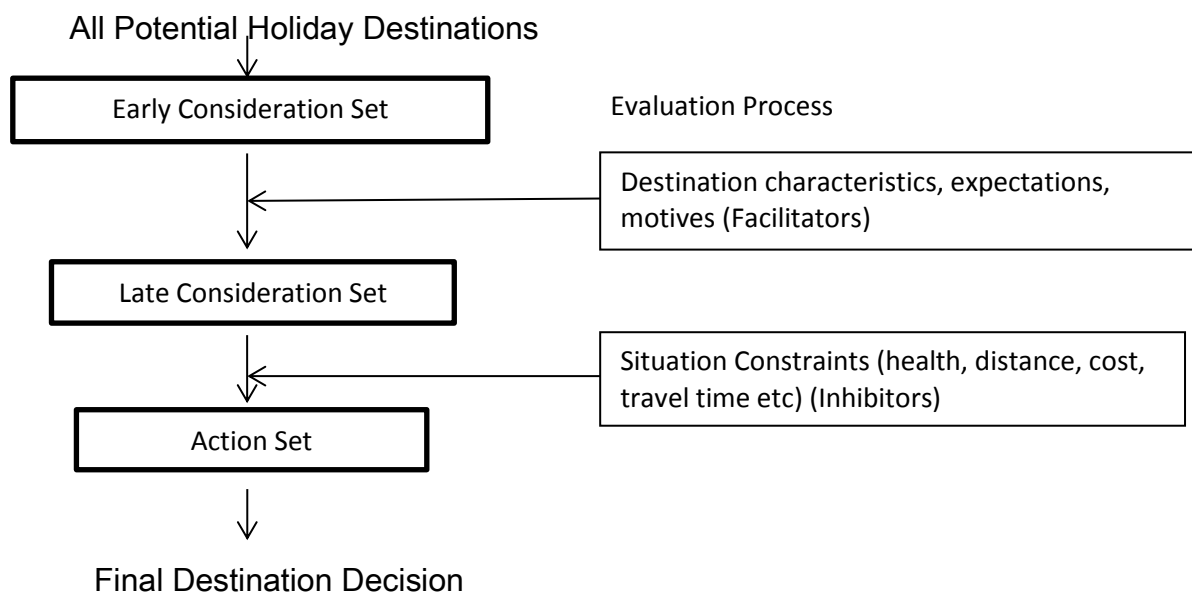 All Potential Holiday Destinations
Early Consideration Set
Evaluation Process
Destination characteristics, expectations,
motives (Facilitators)
Late Consideration Set
Situation Constraints (health, distance, cost,
travel time etc) (Inhibitors)
Action Set
Final Destination Decision